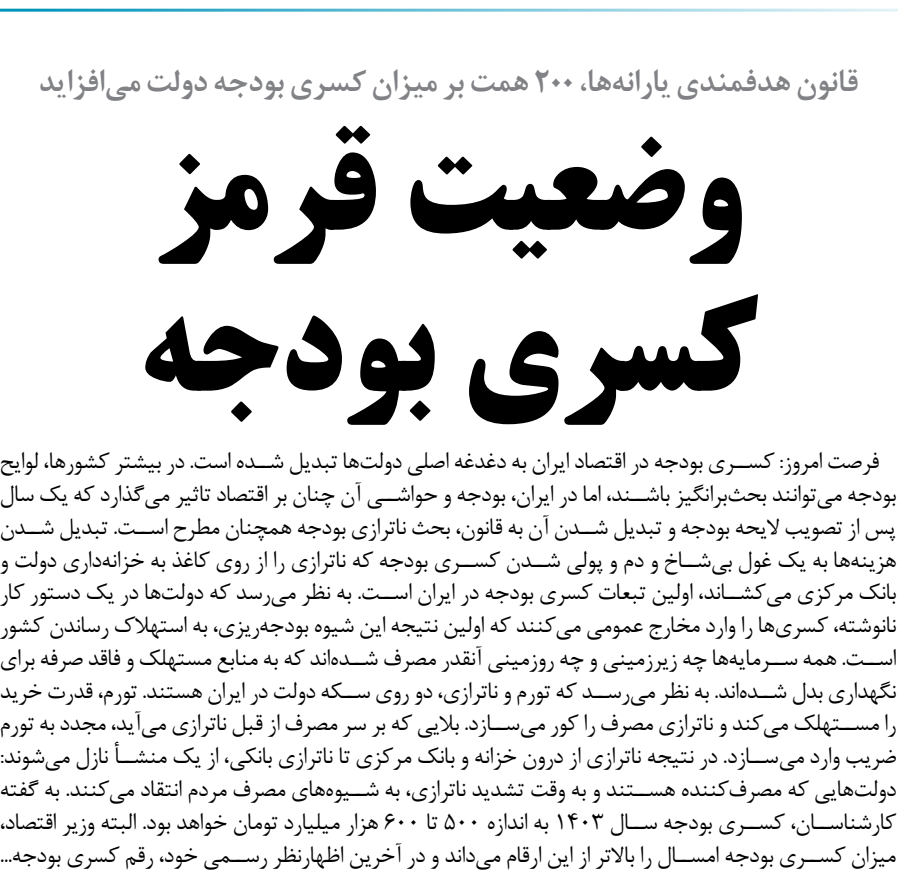 قانون هدفمندی یارانه‌ها، ۲۰۰ همت بر میزان کسری بودجه دولت می‌افزاید
وضعیت قرمز
کسری بودجه
فرصت امروز: کسری بودجه در اقتصاد ایران به دغدغه اصلی دولت‌ها تبدیل شده است. در بیشتر کشورها، لوایح
بودجه می‌توانند بحث‌برانگیز باشند، اما در ایران، بودجه و حواشی آن چنان بر اقتصاد تاثیر می‌گذارد که یک سال
پس از تصویب لایحه بودجه و تبدیل شدن آن به قانون، بحث ناترازی بودجه همچنان مطرح است. تبدیل شدن
هزینه‌ها به یک غول بی‌شاخ و دم و پولی شدن کسری بودجه که ناترازی را از روی کاغذ به خزانه‌داری دولت و
بانک مرکزی می‌کشاند، اولین تبعات کسری بودجه در ایران است. به نظر می‌رسد که دولت‌ها در یک دستور کار
نانوشته، کسری‌ها را وارد مخارج عمومی می‌کنند که اولین نتیجه این شیوه بودجه‌ریزی، به استهلاک رساندن کشور
است. همه سرمایه‌ها چه زیرزمینی و چه روزمینی آنقدر مصرف شده‌اند که به منابع مستهلک و فاقد صرفه برای
نگهداری بدل شده‌اند. به نظر می‌رسد که تورم و ناترازی، دو روی سکه دولت در ایران هستند. تورم، قدرت خرید
را مستهلک می‌کند و ناترازی مصرف را کور می‌سازد. بلایی که بر سر مصرف از قبل ناترازی می‌آید، مجدد به تورم
ضریب وارد می‌سازد. در نتیجه ناترازی از درون خزانه و بانک مرکزی تا ناترازی بانکی، از یک منشأ نازل می‌شوند:
دولت‌هایی که مصرف‌کننده هستند و به وقت تشدید ناترازی، به شیوه‌های مصرف مردم انتقاد می‌کنند. به گفته
کارشناسان، کسری بودجه سال ۱۴۰۳ به اندازه ۵۰۰ تا ۶۰۰ هزار میلیارد تومان خواهد بود. البته وزیر اقتصاد،
میزان کسری بودجه امسال را بالاتر از این ارقام می‌داند و در آخرین اظهارنظر رسمی خود، رقم کسری بودجه...